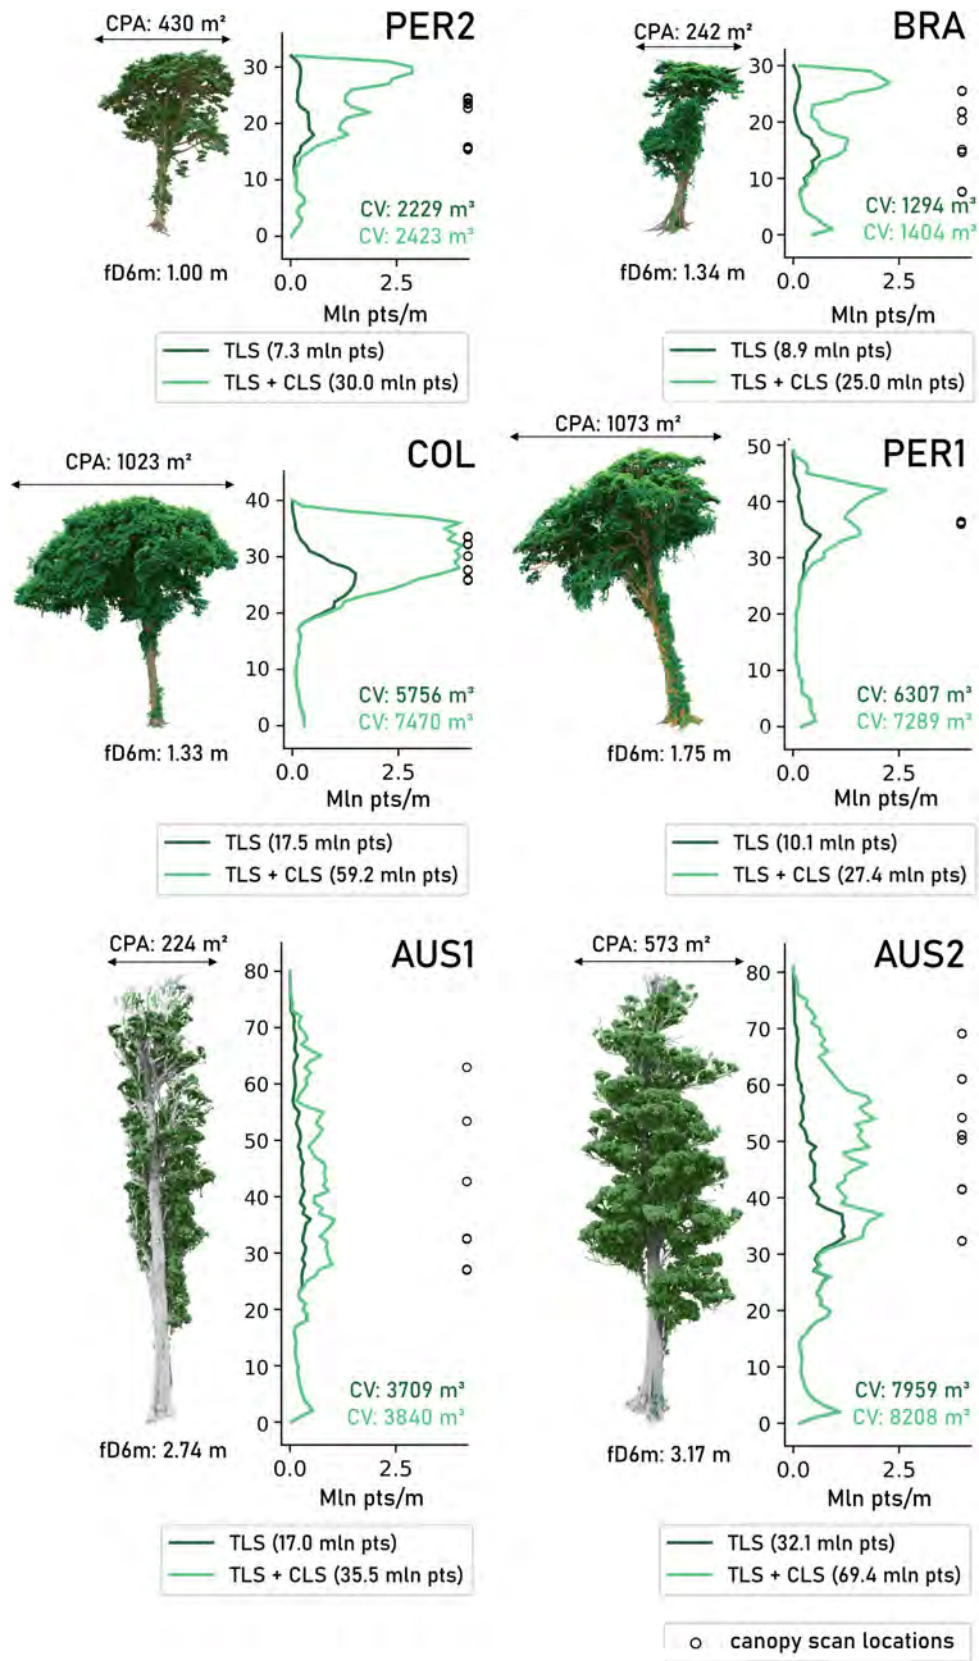 CPA: 430 m²
PER2
30
20
10
0
CV: 2229 m³
CV: 2423 m³
fD6m: 1.00 m
0.0 2.5
Mln pts/m
TLS (7.3 mln pts)
TLS + CLS (30.0 mln pts)
CPA: 242 m²
BRA
30
20
10
0
CV: 1294 m³
CV: 1404 m³
fD6m: 1.34 m
0.0 2.5
Mln pts/m
TLS (8.9 mln pts)
TLS + CLS (25.0 mln pts)
CPA: 1023 m²
COL
40
30
20
10
0
CV: 5756 m³
CV: 7470 m³
fD6m: 1.33 m
0.0 2.5
Mln pts/m
TLS (17.5 mln pts)
TLS + CLS (59.2 mln pts)
CPA: 1073 m²
PER1
50
40
30
20
10
0
CV: 6307 m³
CV: 7289 m³
fD6m: 1.75 m
0.0 2.5
Mln pts/m
TLS (10.1 mln pts)
TLS + CLS (27.4 mln pts)
CPA: 224 m²
AUS1
80
70
60
50
40
30
20
10
0
CV: 3709 m³
CV: 3840 m³
fD6m: 2.74 m
0.0 2.5
Mln pts/m
TLS (17.0 mln pts)
TLS + CLS (35.5 mln pts)
CPA: 573 m²
AUS2
80
70
60
50
40
30
20
10
0
CV: 7959 m³
CV: 8208 m³
fD6m: 3.17 m
0.0 2.5
Mln pts/m
TLS (32.1 mln pts)
TLS + CLS (69.4 mln pts)
canopy scan locations